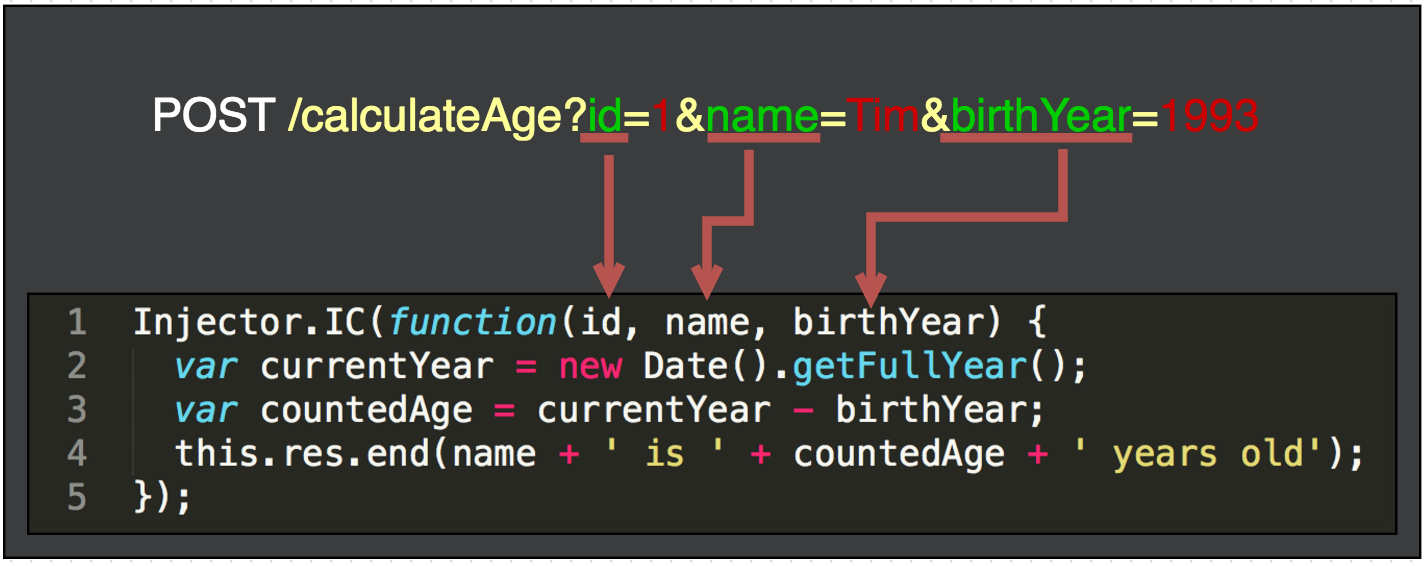 POST /calculateAge?id=1&name=Tim&birthYear=1993
1 Injector.IC(function(id, name, birthYear) {
2 var currentYear = new Date().getFullYear();
3 var countedAge = currentYear - birthYear;
4 this.res.end(name + ' is ' + countedAge + ' years old');
5 });